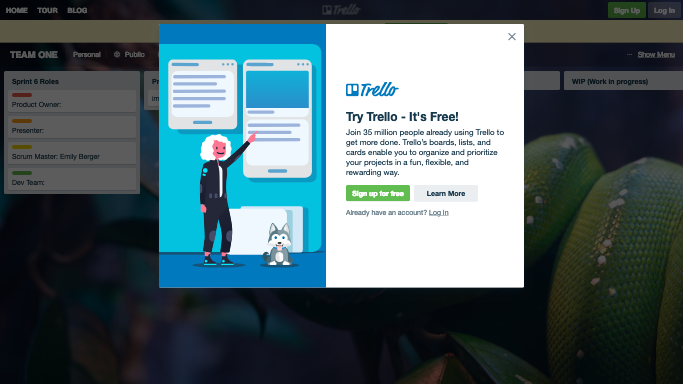 HOME TOUR BLOG
Trello
Sign Up Log In
TEAM ONE Personal Public
Show Menu
Sprint 6 Roles
Product Owner:
Presenter:
Scrum Master: Emily Berger
Dev Team:
WIP (Work in progress)
Trello
Try Trello - It's Free!
Join 35 million people already using Trello to
get more done. Trello's boards, lists, and
cards enable you to organize and prioritize
your projects in a fun, flexible, and
rewarding way.
Sign up for free Learn More
Already have an account? Log In